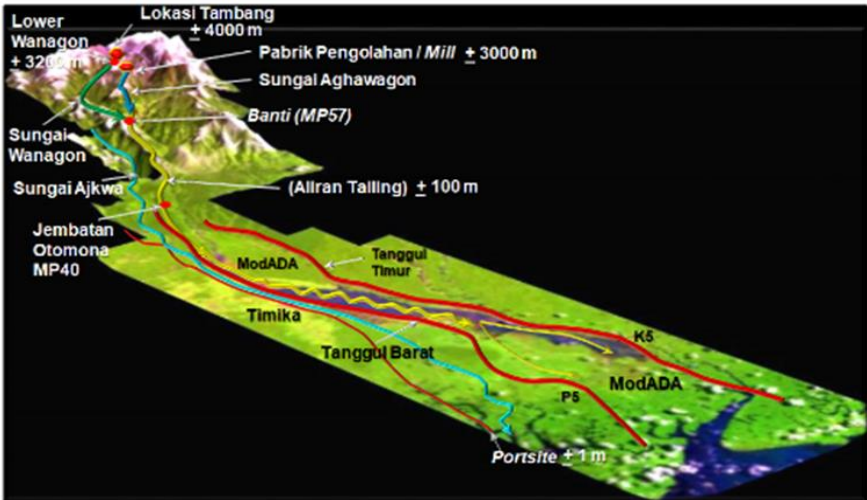 Lower
Wanagon
± 3200 m
Lokasi Tambang
± 4000 m
Pabrik Pengolahan / Mill ± 3000 m
Sungai Aghawagon
Banti (MP57)
Sungai
Wanagon
Sungai Ajkwa
(Aliran Tailing) ± 100 m
Jembatan
Otomona
MP40
ModADA
Tanggul
Timur
Timika
Tanggul Barat
K5
ModADA
P5
Portsite ± 1 m